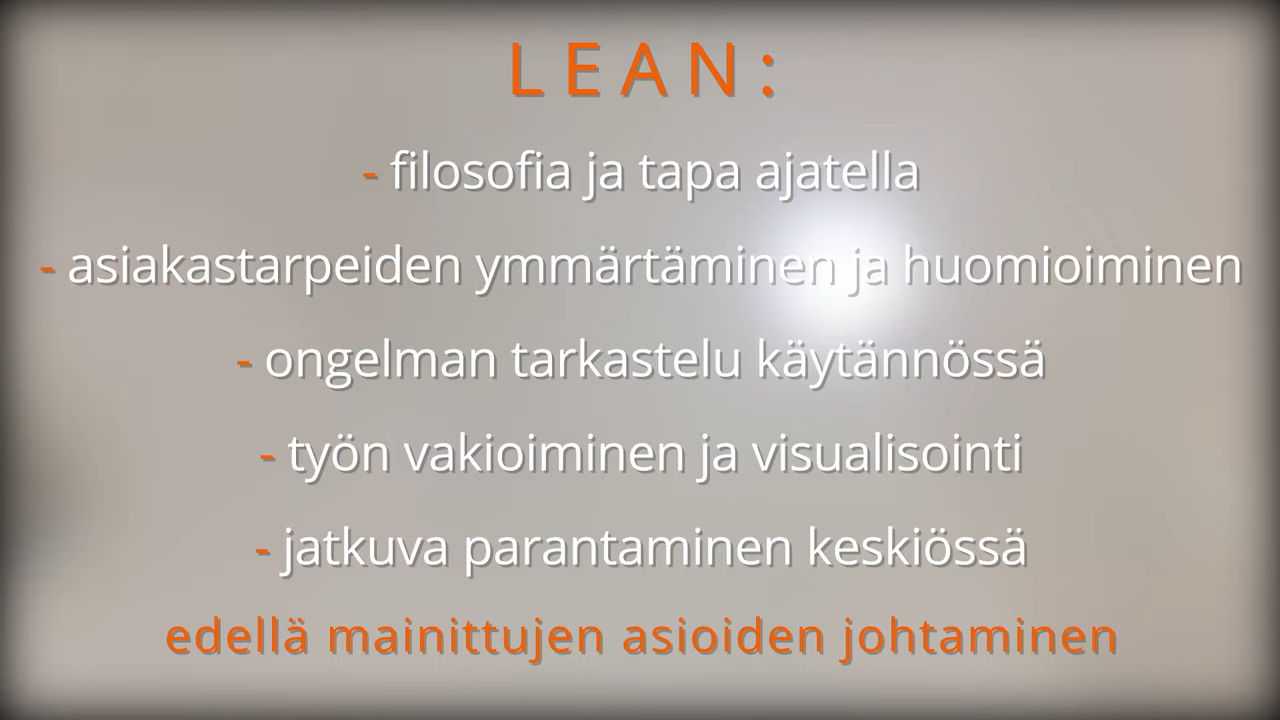 LEAN:
- filosofia ja tapa ajatella
- asiakastarpeiden ymmärtäminen ja huomioiminen
- ongelman tarkastelu käytännössä
- työn vakioiminen ja visualisointi
- jatkuva parantaminen keskiössä
edellä mainittujen asioiden johtaminen